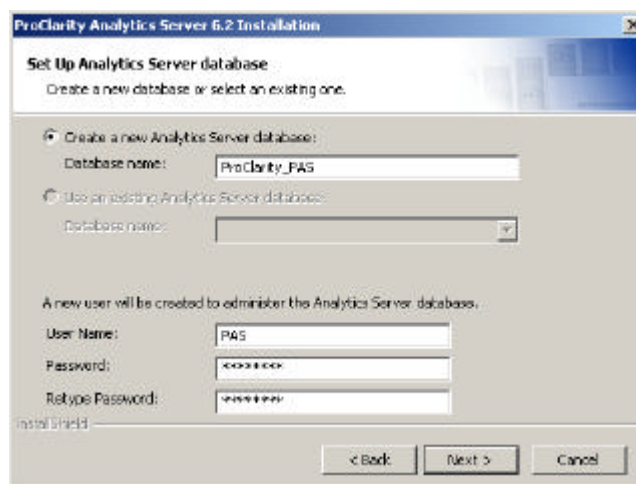 ProClarity Analytics Server 6.2 Installation
Set Up Analytics Server database
Create a new database or select an existing one.
Create a new Analytics Server database:
Database name: ProClarity_PAS
Use an existing Analytics Server database:
Database name:
A new user will be created to administer the Analytics Server database.
User Name: PAS
Password: ********
Retype Password: ********
InstallShield
< Back Next > Cancel